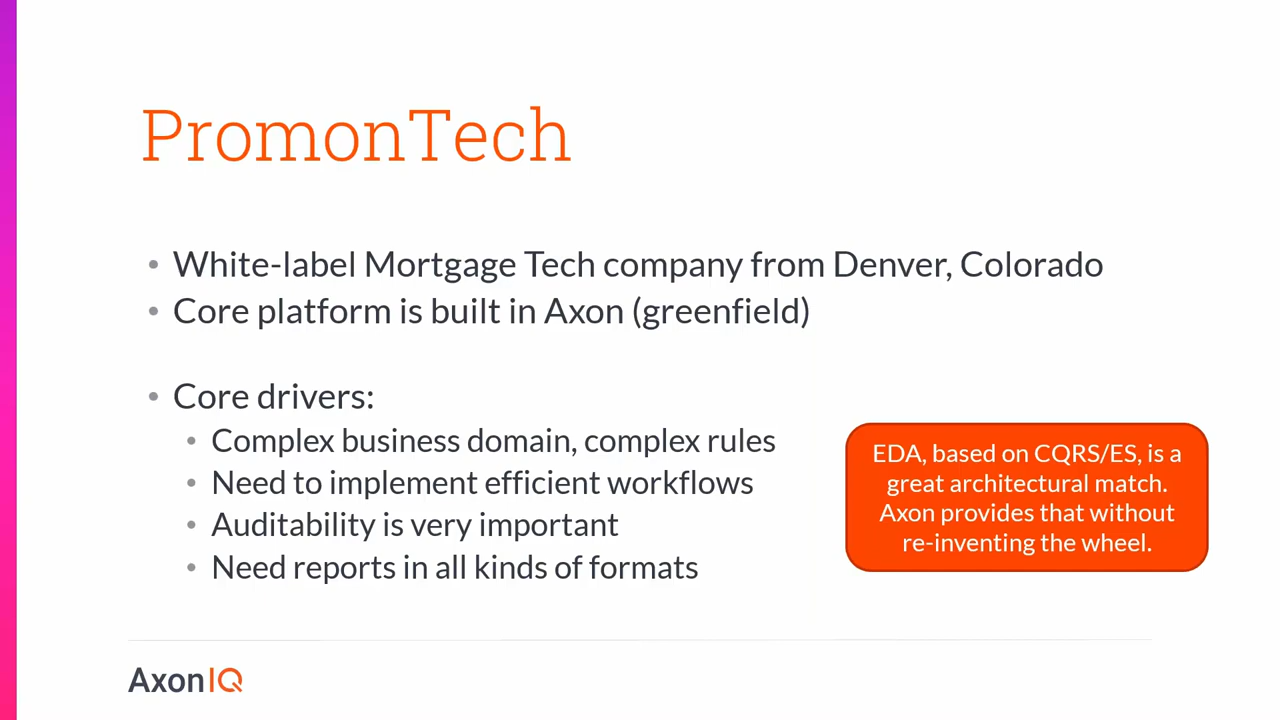 PromonTech
• White-label Mortgage Tech company from Denver, Colorado
• Core platform is built in Axon (greenfield)
• Core drivers:
• Complex business domain, complex rules
• Need to implement efficient workflows
• Auditability is very important
• Need reports in all kinds of formats
EDA, based on CQRS/ES, is a
great architectural match.
Axon provides that without
re-inventing the wheel.
AxonIQ